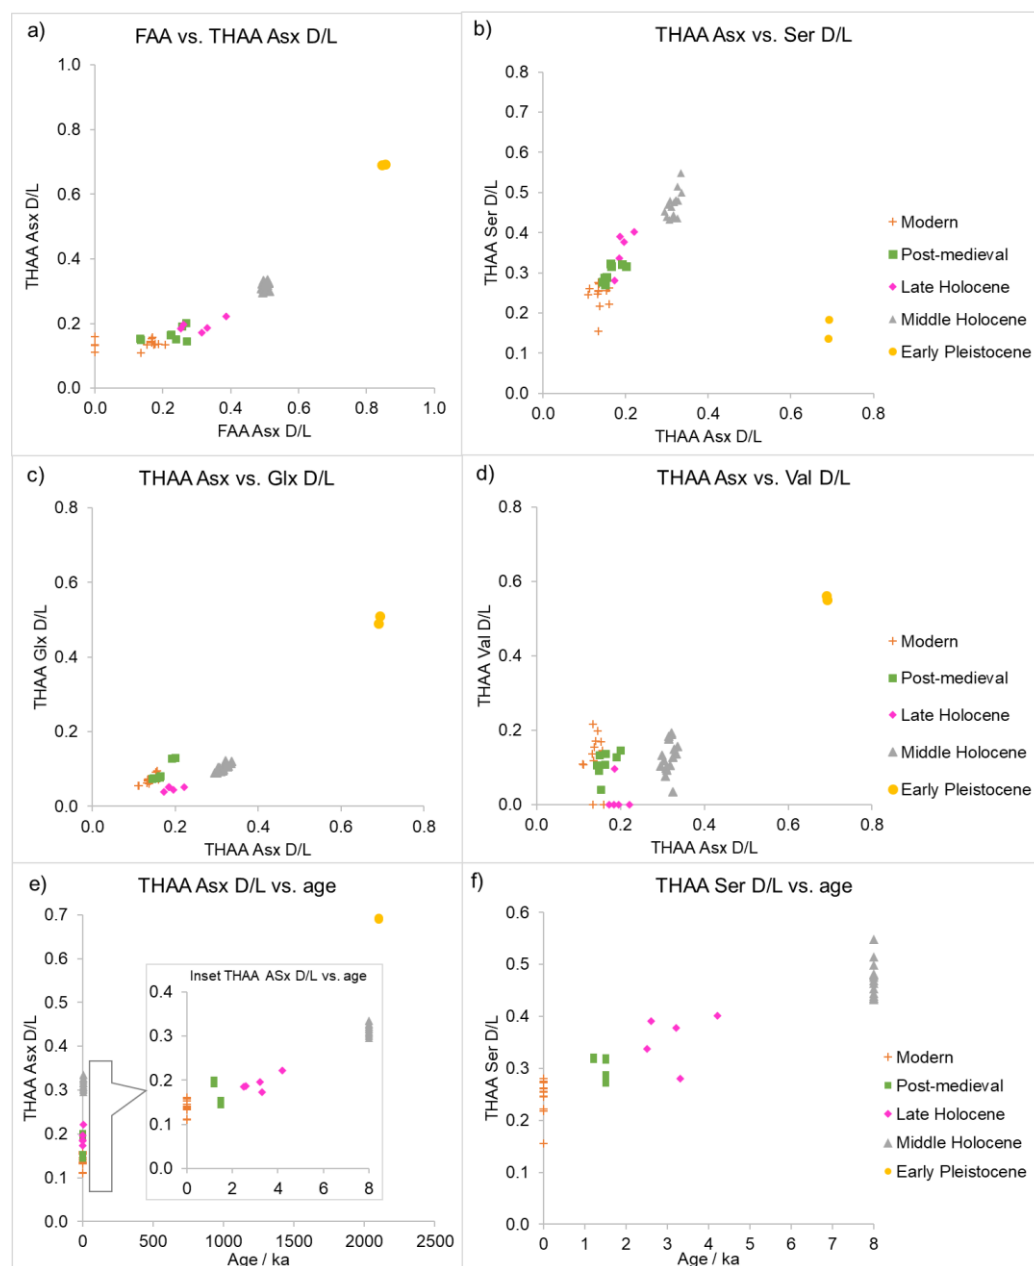 a)
FAA vs. THAA Asx D/L
1.0
0.8
0.6
0.4
0.2
0.0
THAA Asx D/L
0.0 0.2 0.4 0.6 0.8 1.0
FAA Asx D/L
b)
THAA Asx vs. Ser D/L
0.8
0.7
0.6
0.5
0.4
0.3
0.2
0.1
0.0
THAA Ser D/L
0.0 0.2 0.4 0.6 0.8
THAA Asx D/L
Modern
Post-medieval
Late Holocene
Middle Holocene
Early Pleistocene
c)
THAA Asx vs. Glx D/L
0.8
0.6
0.4
0.2
0.0
THAA Glx D/L
0.0 0.2 0.4 0.6 0.8
THAA Asx D/L
d)
THAA Asx vs. Val D/L
0.8
0.7
0.6
0.5
0.4
0.3
0.2
0.1
0.0
THAA Val D/L
0.0 0.2 0.4 0.6 0.8
THAA Asx D/L
Modern
Post-medieval
Late Holocene
Middle Holocene
Early Pleistocene
e)
THAA Asx D/L vs. age
0.7
0.6
0.5
0.4
0.3
0.2
0.1
0.0
THAA Asx D/L
0 500 1000 1500 2000 2500
Age / ka
Inset THAA ASx D/L vs. age
0.4
0.3
0.2
0.1
0.0
0 2 4 6 8
f)
THAA Ser D/L vs. age
0.6
0.5
0.4
0.3
0.2
0.1
0.0
THAA Ser D/L
0 1 2 3 4 5 6 7 8
Age / ka
Modern
Post-medieval
Late Holocene
Middle Holocene
Early Pleistocene